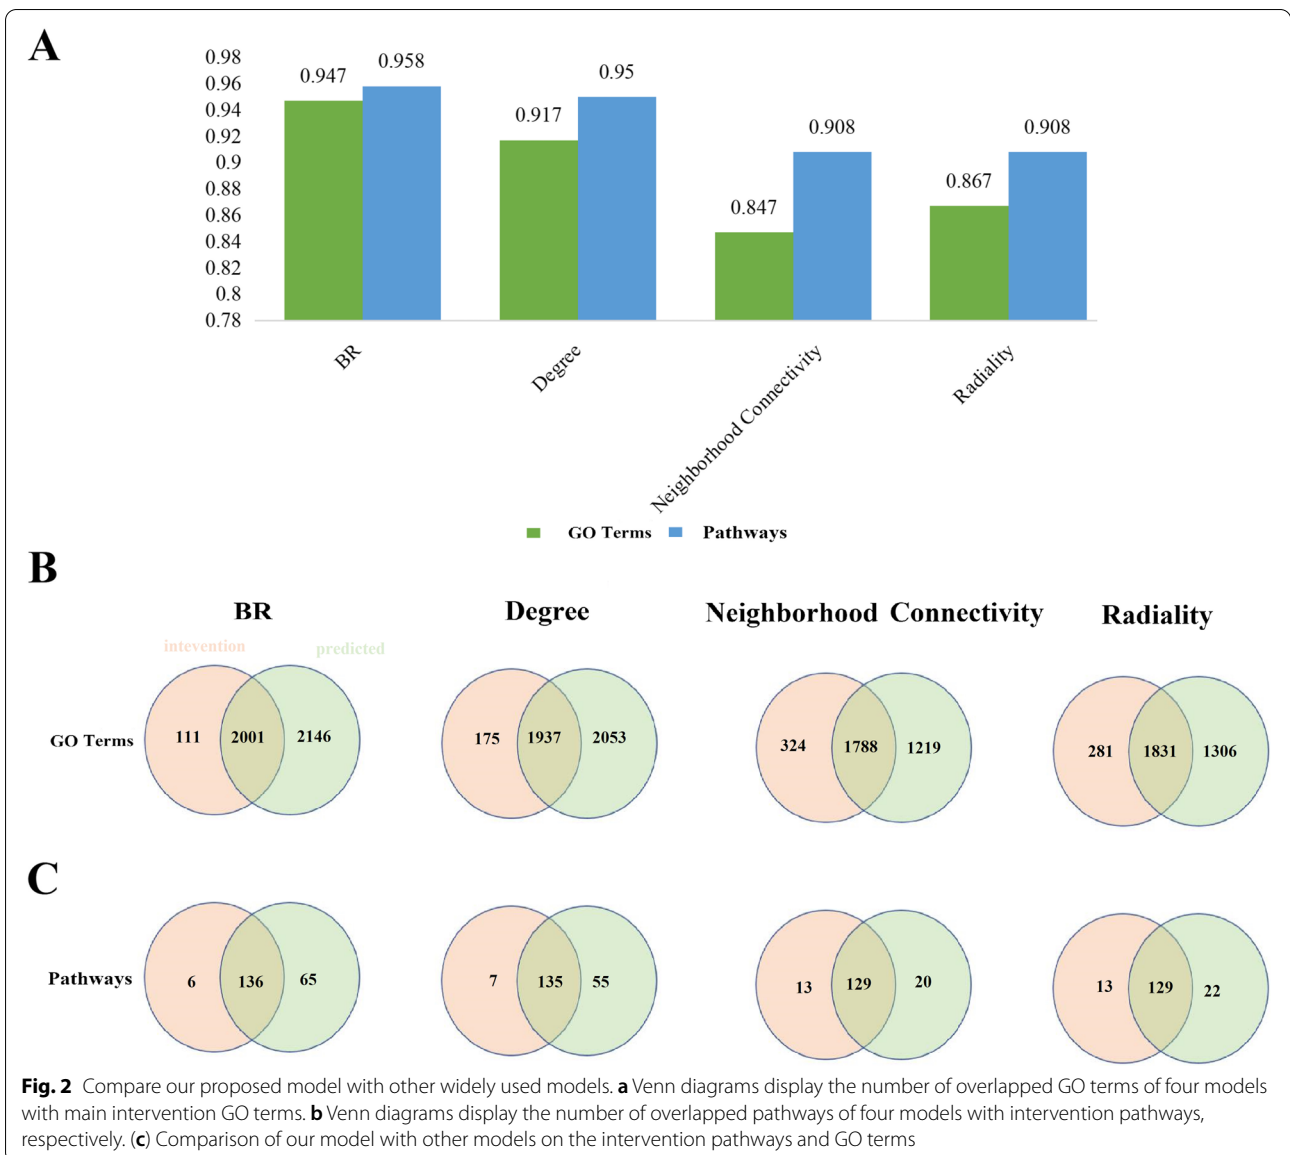 A
0.98
0.96
0.94
0.92
0.9
0.88
0.86
0.84
0.82
0.8
0.78
0.947
0.958
0.917
0.95
0.847
0.908
0.867
0.908
BR
Degree
Neighborhood Connectivity
Radiality
GO Terms Pathways
B
BR Degree Neighborhood Connectivity Radiality
intevention predicted
GO Terms 111 2001 2146 175 1937 2053 324 1788 1219 281 1831 1306
C
Pathways 6 136 65 7 135 55 13 129 20 13 129 22
Fig. 2 Compare our proposed model with other widely used models. a Venn diagrams display the number of overlapped GO terms of four models
with main intervention GO terms. b Venn diagrams display the number of overlapped pathways of four models with intervention pathways,
respectively. (c) Comparison of our model with other models on the intervention pathways and GO terms